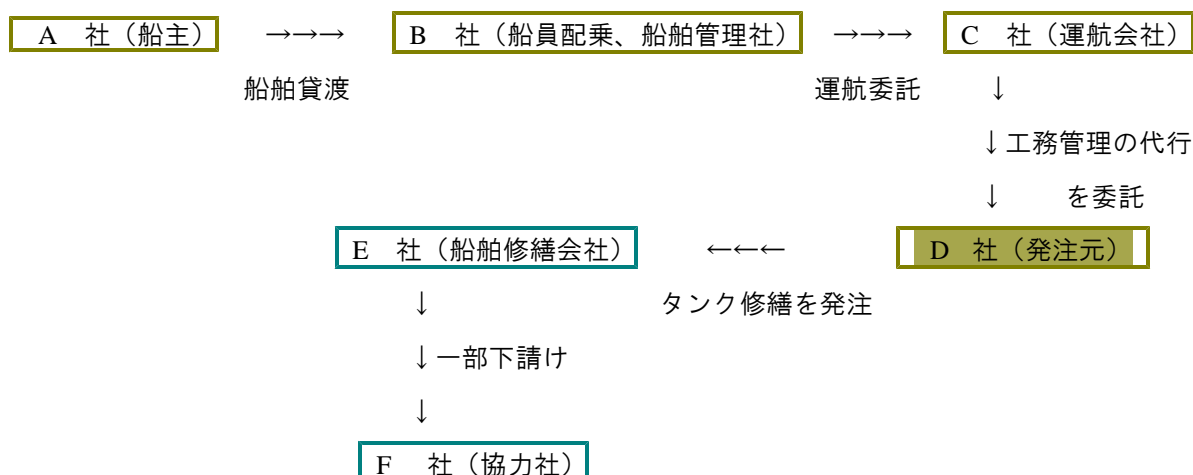 A 社（船主） →→→ B 社（船員配乗、船舶管理社） →→→ C 社（運航会社）
船舶貸渡 運航委託 ↓
↓工務管理の代行
↓ を委託
E 社（船舶修繕会社） ←←← D 社（発注元）
↓ タンク修繕を発注
↓一部下請け
↓
F 社（協力社）